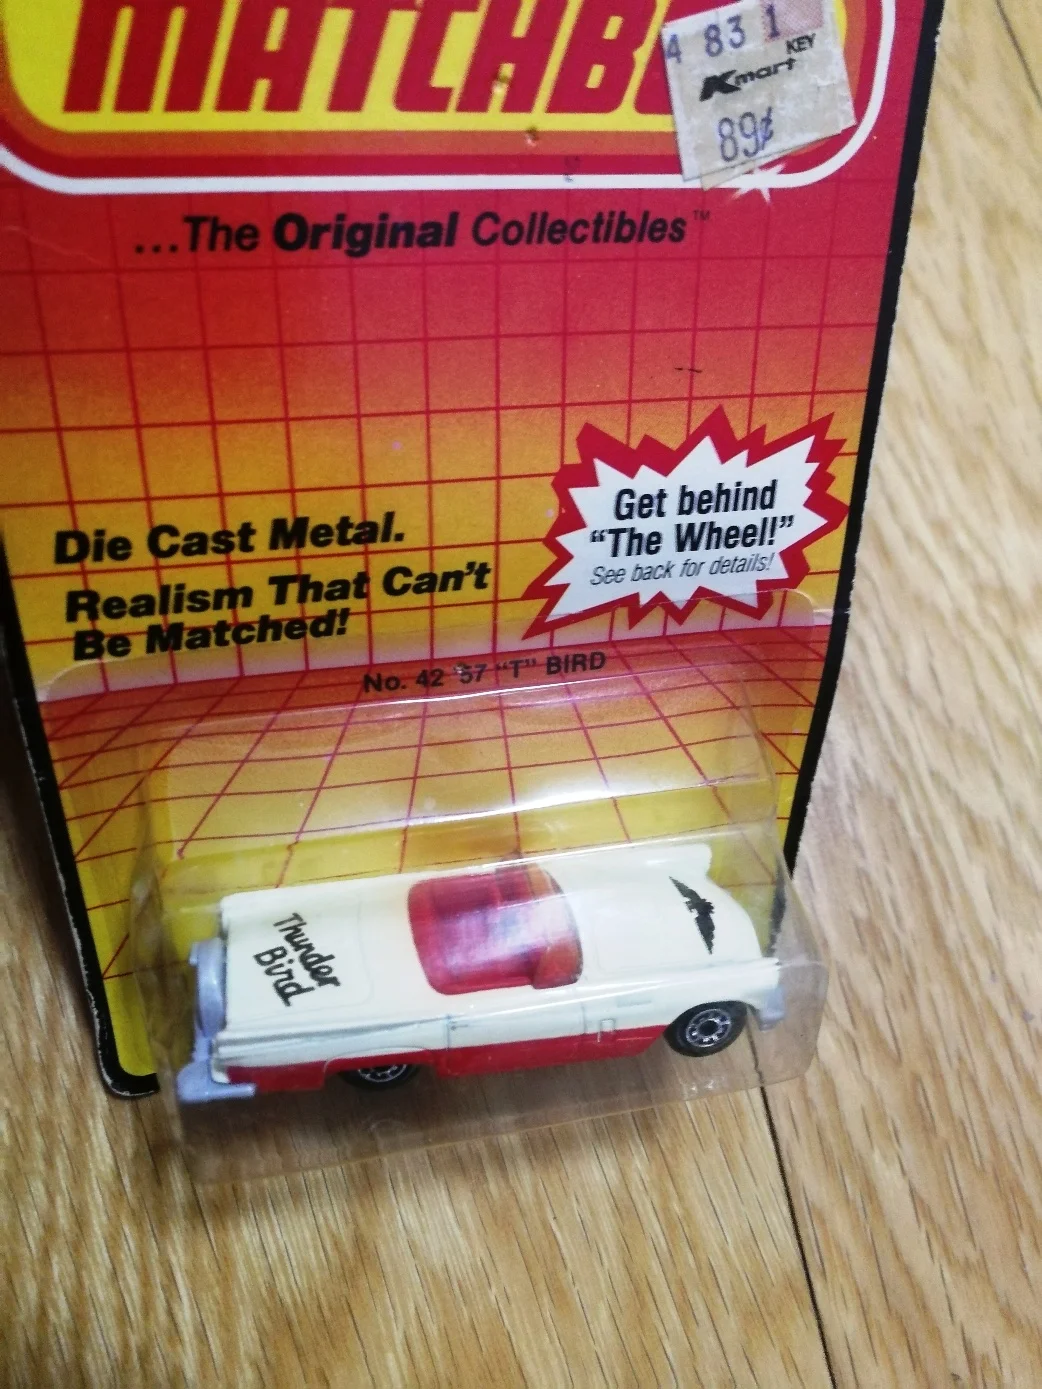 MATCHB
4 83 1
KEY
Kmart
89¢
...The Original Collectibles™
Get behind
“The Wheel!”
See back for details!
Die Cast Metal.
Realism That Can't
Be Matched!
No. 42 '57 “T” BIRD
Thunder
Bird